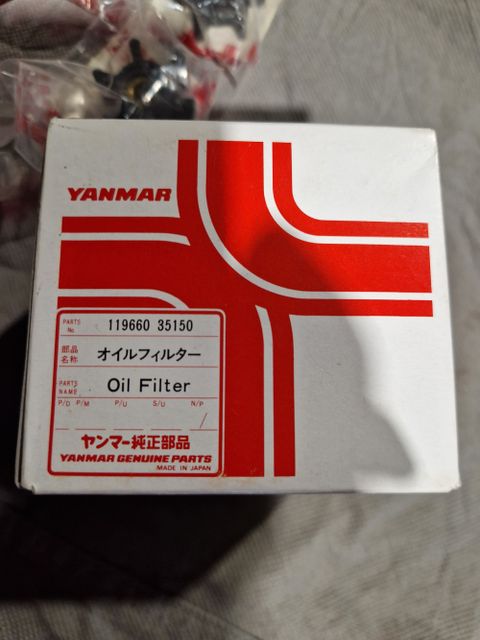 YANMAR
PARTS No 119660 35150
部品名称 オイルフィルター
PARTS NAME Oil Filter
P/D P/M P/U S/U N/P
/
ヤンマー純正部品
YANMAR GENUINE PARTS
MADE IN JAPAN